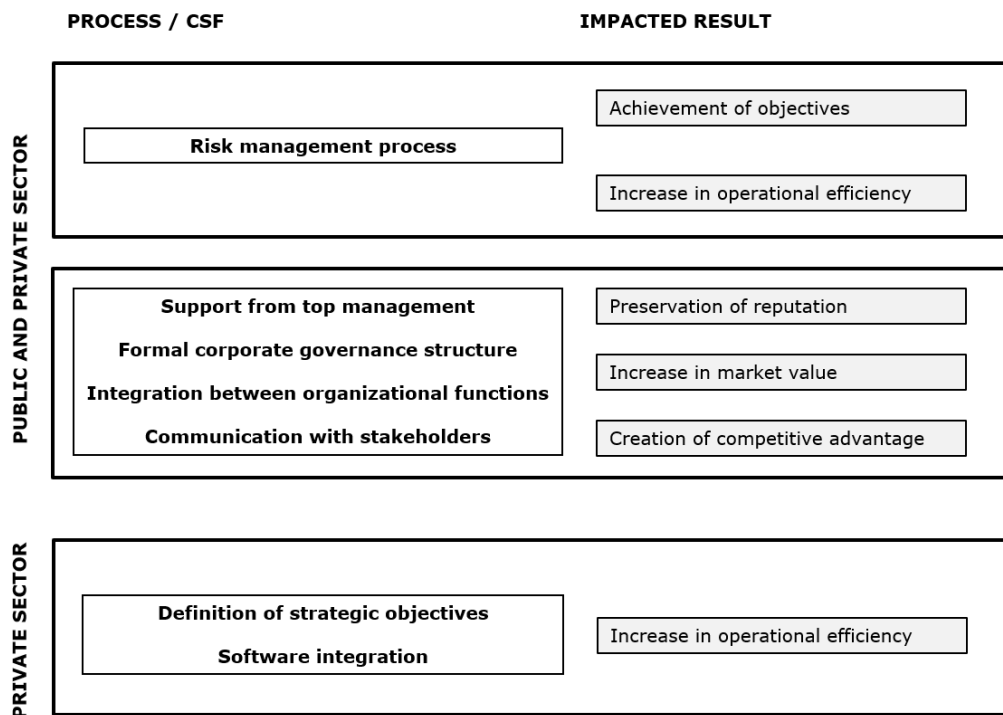 PROCESS / CSF
IMPACTED RESULT
PUBLIC AND PRIVATE SECTOR
Risk management process
Achievement of objectives
Increase in operational efficiency
Support from top management
Formal corporate governance structure
Integration between organizational functions
Communication with stakeholders
Preservation of reputation
Increase in market value
Creation of competitive advantage
PRIVATE SECTOR
Definition of strategic objectives
Software integration
Increase in operational efficiency